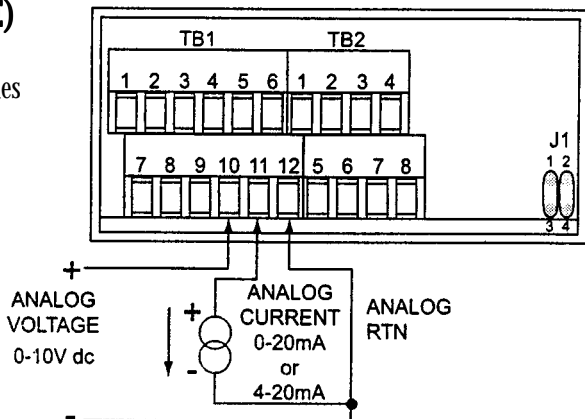 TB1 TB2
1 2 3 4 5 6 1 2 3 4
J1
1 2
7 8 9 10 11 12 5 6 7 8
3 4
+
ANALOG
VOLTAGE
0-10V dc
+
-
ANALOG
CURRENT
0-20mA
or
4-20mA
ANALOG
RTN